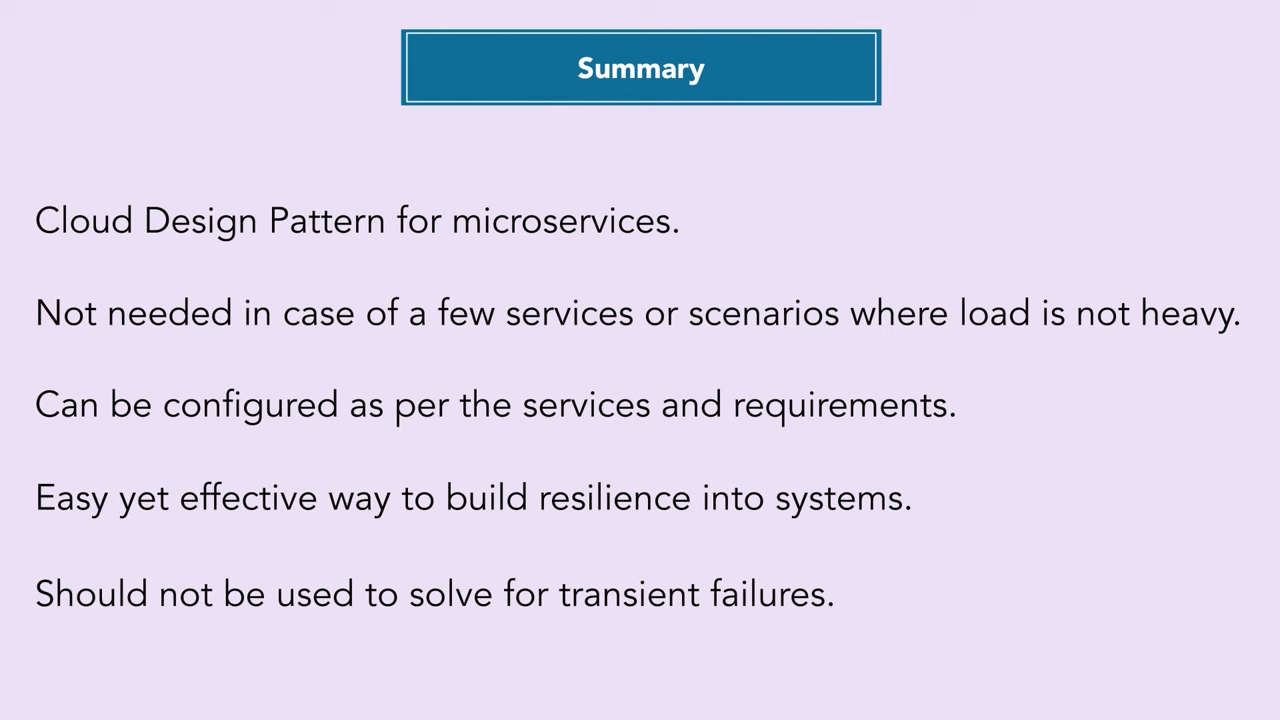 Summary
Cloud Design Pattern for microservices.
Not needed in case of a few services or scenarios where load is not heavy.
Can be configured as per the services and requirements.
Easy yet effective way to build resilience into systems.
Should not be used to solve for transient failures.